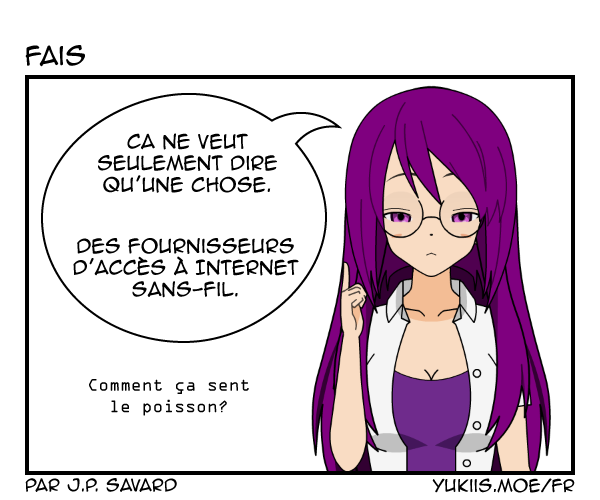 FAIS
CA NE VEUT
SEULEMENT DIRE
QU'UNE CHOSE.
DES FOURNISSEURS
D'ACCÈS À INTERNET
SANS-FIL.
Comment ça sent
le poisson?
PAR J.P. SAVARD
YUKIIS.MOE/FR